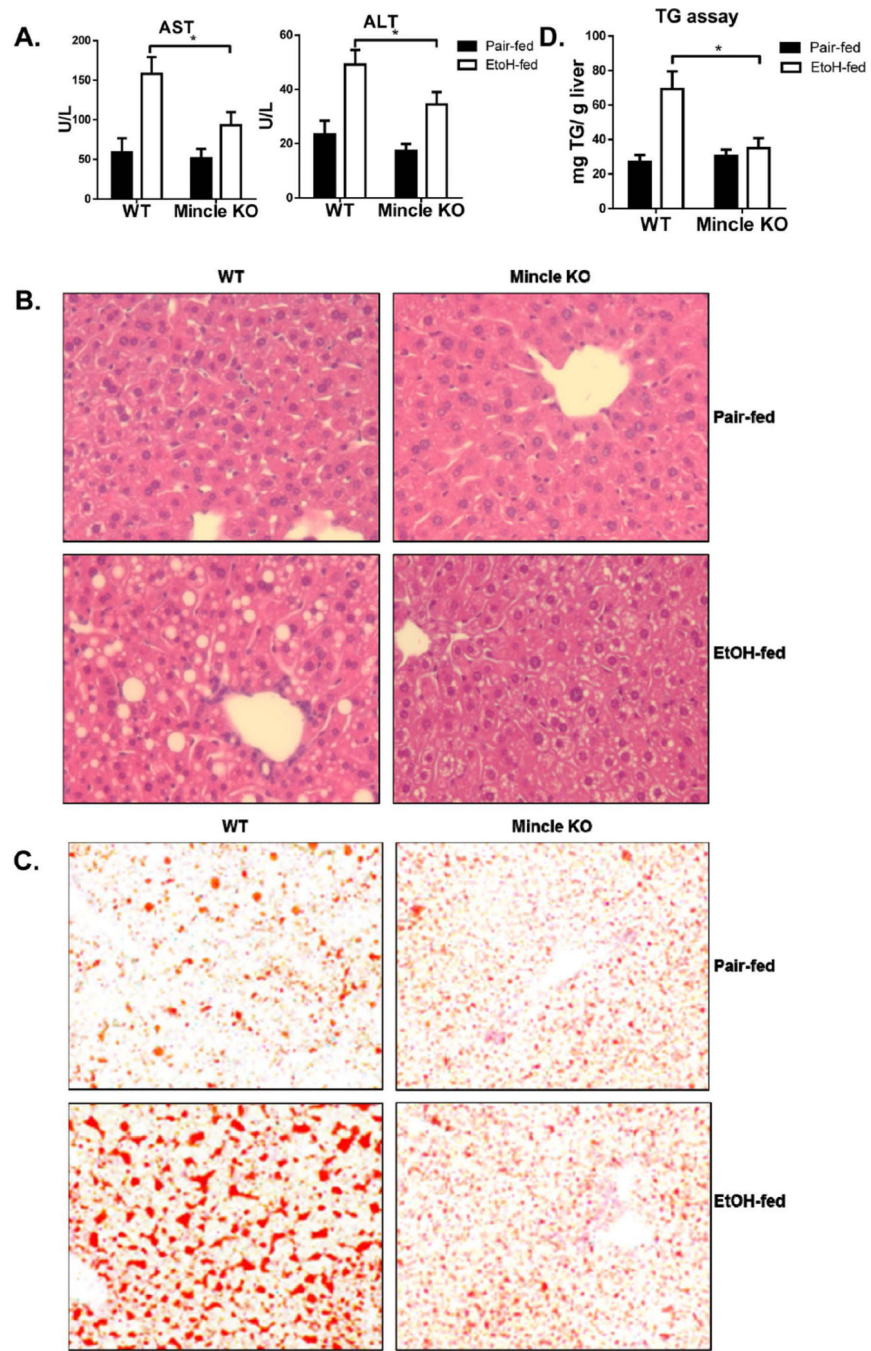 A.
AST
U/L
200
150
100
50
0
*
WT
Mincle KO
ALT
U/L
60
40
20
0
*
WT
Mincle KO
Pair-fed
EtoH-fed
D.
TG assay
mg TG/ g liver
100
80
60
40
20
0
*
WT
Mincle KO
Pair-fed
EtoH-fed
B.
WT
Mincle KO
Pair-fed
EtOH-fed
C.
WT
Mincle KO
Pair-fed
EtOH-fed